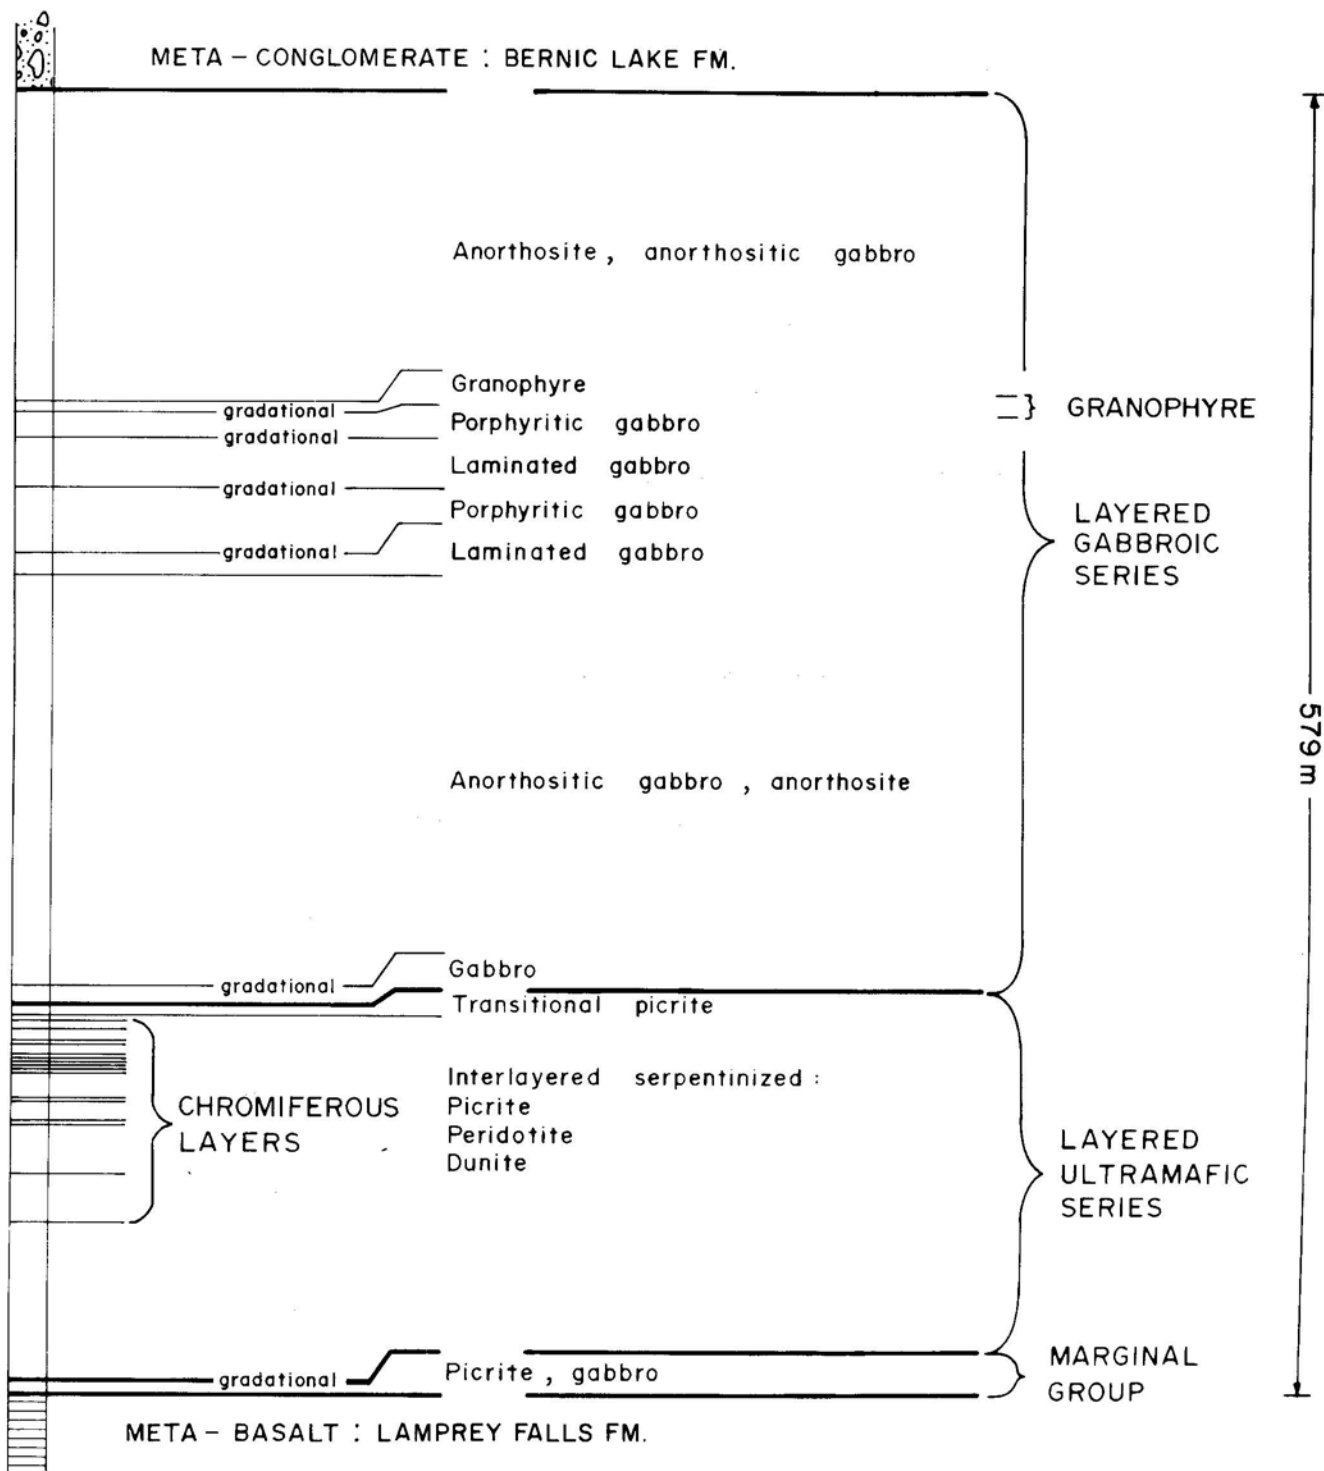 META – CONGLOMERATE : BERNIC LAKE FM.
Anorthosite , anorthositic gabbro
Granophyre
gradational
GRANOPHYRE
Porphyritic gabbro
gradational
Laminated gabbro
gradational
Porphyritic gabbro
LAYERED
GABBROIC
SERIES
gradational
Laminated gabbro
579 m
Anorthositic gabbro , anorthosite
Gabbro
gradational
Transitional picrite
Interlayered serpentinized :
Picrite
Peridotite
Dunite
CHROMIFEROUS
LAYERS
LAYERED
ULTRAMAFIC
SERIES
gradational
Picrite , gabbro
MARGINAL
GROUP
META – BASALT : LAMPREY FALLS FM.